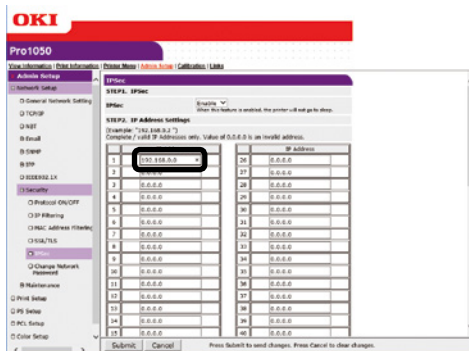 OKI
Pro1050
View Information | Print Information | Printer Menu | Admin Setup | Calibration | Links
Admin Setup
Network Setup
General Network Setting
TCP/IP
NBT
Email
SNMP
IPP
IEEE802.1X
Security
Protocol ON/OFF
IP Filtering
MAC Address Filtering
SSL/TLS
IPSec
Change Network
Password
Maintenance
Print Setup
PS Setup
PCL Setup
Color Setup
IPSec
STEP1. IPSec
IPSec Enable
When this feature is enabled, the printer will not go to sleep.
STEP2. IP Address Settings
(Example: "192.168.0.2 ")
Complete / valid IP Addresses only. Value of 0.0.0.0 is an invalid address.
IP Address
1 192.168.0.0 26 0.0.0.0
2 27 0.0.0.0
3 0.0.0.0 28 0.0.0.0
4 0.0.0.0 29 0.0.0.0
5 0.0.0.0 30 0.0.0.0
6 0.0.0.0 31 0.0.0.0
7 0.0.0.0 32 0.0.0.0
8 0.0.0.0 33 0.0.0.0
9 0.0.0.0 34 0.0.0.0
10 0.0.0.0 35 0.0.0.0
11 0.0.0.0 36 0.0.0.0
12 0.0.0.0 37 0.0.0.0
13 0.0.0.0 38 0.0.0.0
14 0.0.0.0 39 0.0.0.0
15 0.0.0.0 40 0.0.0.0
Submit Cancel Press Submit to send changes. Press Cancel to clear changes.